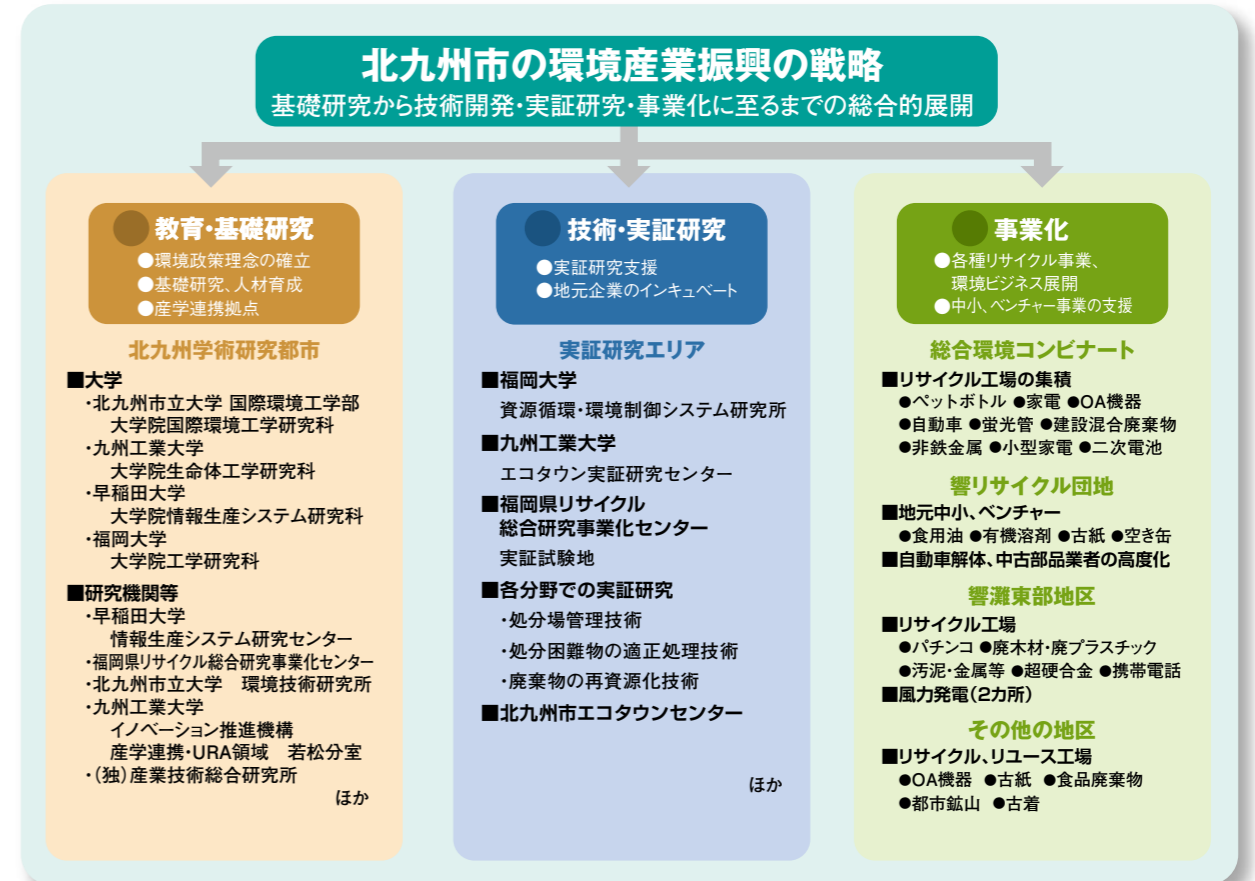 北九州市の環境産業振興の戦略
基礎研究から技術開発・実証研究・事業化に至るまでの総合的展開
教育・基礎研究
●環境政策理念の確立
●基礎研究、人材育成
●産学連携拠点
北九州学術研究都市
■大学
・北九州市立大学 国際環境工学部
大学院国際環境工学研究科
・九州工業大学
大学院生命体工学研究科
・早稲田大学
大学院情報生産システム研究科
・福岡大学
大学院工学研究科
■研究機関等
・早稲田大学
情報生産システム研究センター
・福岡県リサイクル総合研究事業化センター
・北九州市立大学　環境技術研究所
・九州工業大学
イノベーション推進機構
産学連携・URA領域　若松分室
・(独)産業技術総合研究所
ほか
技術・実証研究
●実証研究支援
●地元企業のインキュベート
実証研究エリア
■福岡大学
資源循環・環境制御システム研究所
■九州工業大学
エコタウン実証研究センター
■福岡県リサイクル
総合研究事業化センター
実証試験地
■各分野での実証研究
・処分場管理技術
・処分困難物の適正処理技術
・廃棄物の再資源化技術
■北九州市エコタウンセンター
ほか
事業化
●各種リサイクル事業、
環境ビジネス展開
●中小、ベンチャー事業の支援
総合環境コンビナート
■リサイクル工場の集積
●ペットボトル ●家電 ●OA機器
●自動車 ●蛍光管 ●建設混合廃棄物
●非鉄金属 ●小型家電 ●二次電池
響リサイクル団地
■地元中小、ベンチャー
●食用油 ●有機溶剤 ●古紙 ●空き缶
■自動車解体、中古部品業者の高度化
響灘東部地区
■リサイクル工場
●パチンコ ●廃木材・廃プラスチック
●汚泥・金属等 ●超硬合金 ●携帯電話
■風力発電(2カ所)
その他の地区
■リサイクル、リユース工場
●OA機器 ●古紙 ●食品廃棄物
●都市鉱山 ●古着